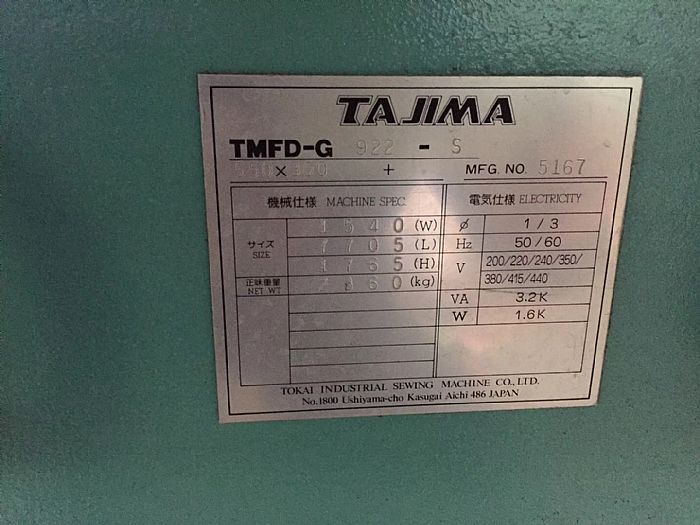 TAJIMA
TMFD-G 922 - S
× + MFG. NO. 5167
機械仕様 MACHINE SPEC. 電気仕様 ELECTRICITY
サイズ SIZE
1540 (W) ø 1/3
7705 (L) Hz 50/60
1765 (H) V 200/220/240/350/
380/415/440
正味重量 NET WT (kg)
VA 3.2K
W 1.6K
TOKAI INDUSTRIAL SEWING MACHINE CO., LTD.
No.1800 Ushiyama-cho Kasugai Aichi 486 JAPAN